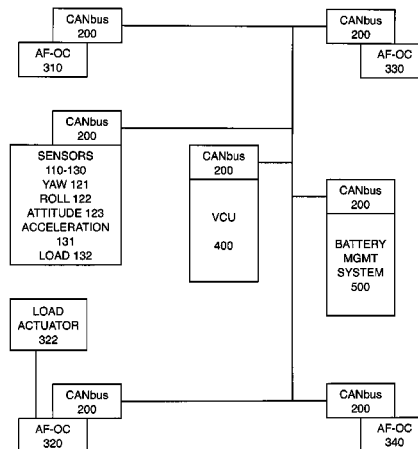 CANbus
200
AF-OC
310
CANbus
200
AF-OC
330
CANbus
200
SENSORS
110-130
YAW 121
ROLL 122
ATTITUDE 123
ACCELERATION
131
LOAD 132
CANbus
200
VCU
400
CANbus
200
BATTERY
MGMT
SYSTEM
500
LOAD
ACTUATOR
322
CANbus
200
AF-OC
320
CANbus
200
AF-OC
340